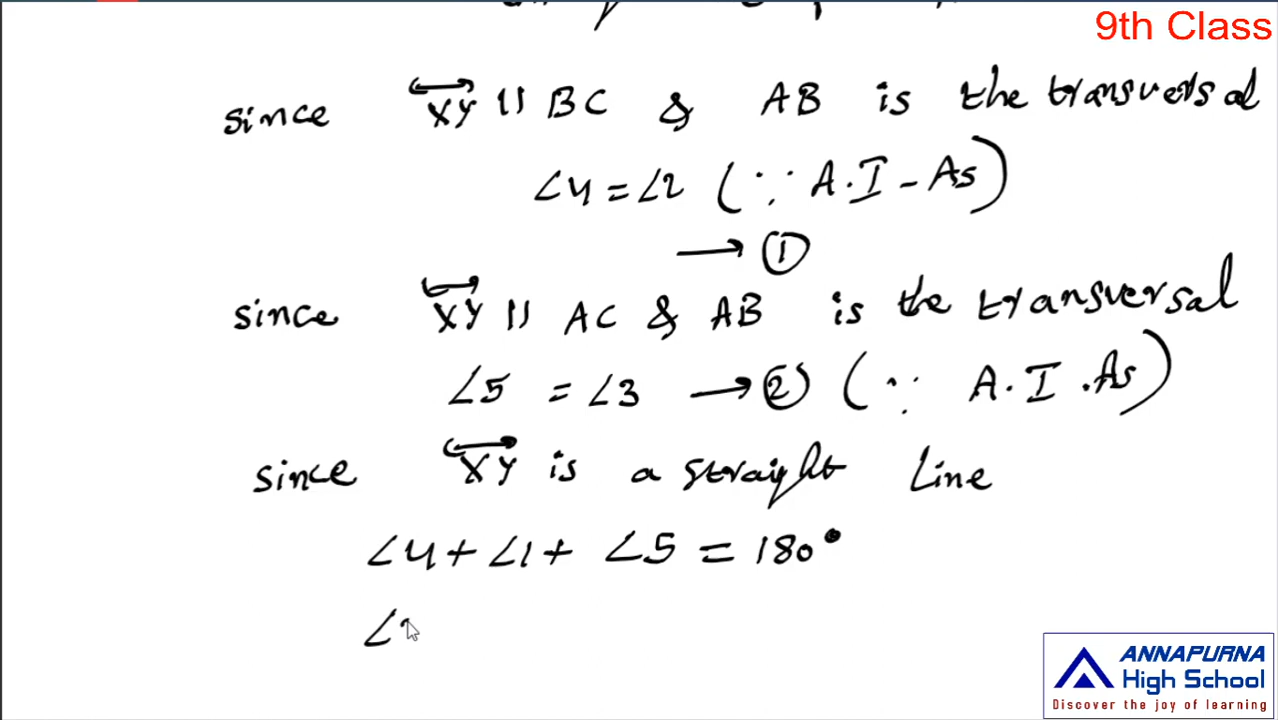 9th Class
since XY || BC & AB is the transversal
∠4 = ∠2 (∵ A.I - As)
→ ①
since XY || AC & AB is the transversal
∠5 = ∠3 → ② (∵ A.I.As)
since XY is a straight line
∠4 + ∠1 + ∠5 = 180°
∠
ANNAPURNA
High School
Discover the joy of learning